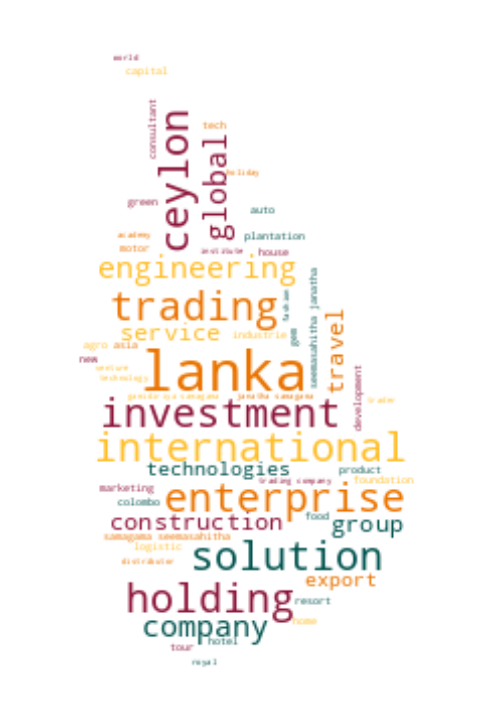 world
capital
consultant
ceylon
tech
global
holiday
green
auto
academy
plantation
motor
institute
house
engineering
seemasahitha janatha
trading
fashion
gem
service
industrie
travel
agro
asia
new
lanka
venture
technology
development
janatha samagama
trader
investment
international
technologies
product
trading company
foundation
marketing
enterprise
colombo
construction
food
group
samagama seemasahitha
logistic
solution
distributor
export
holding
resort
company
home
hotel
tour
royal